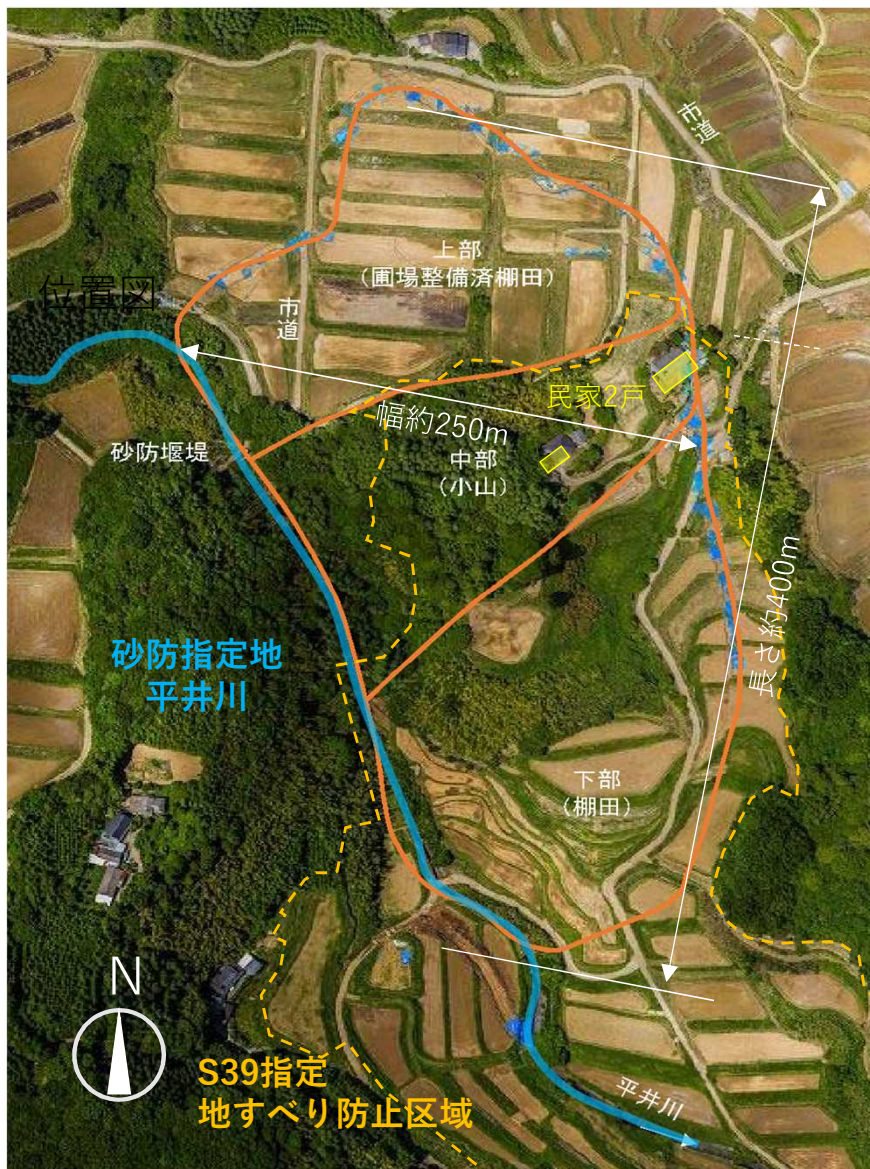 市道
上部
(圃場整備済棚田)
位置図
市道
民家2戸
幅約250m
中部
(小山)
砂防堰堤
長さ約400m
砂防指定地
平井川
下部
(棚田)
N
S39指定
地すべり防止区域
平井川